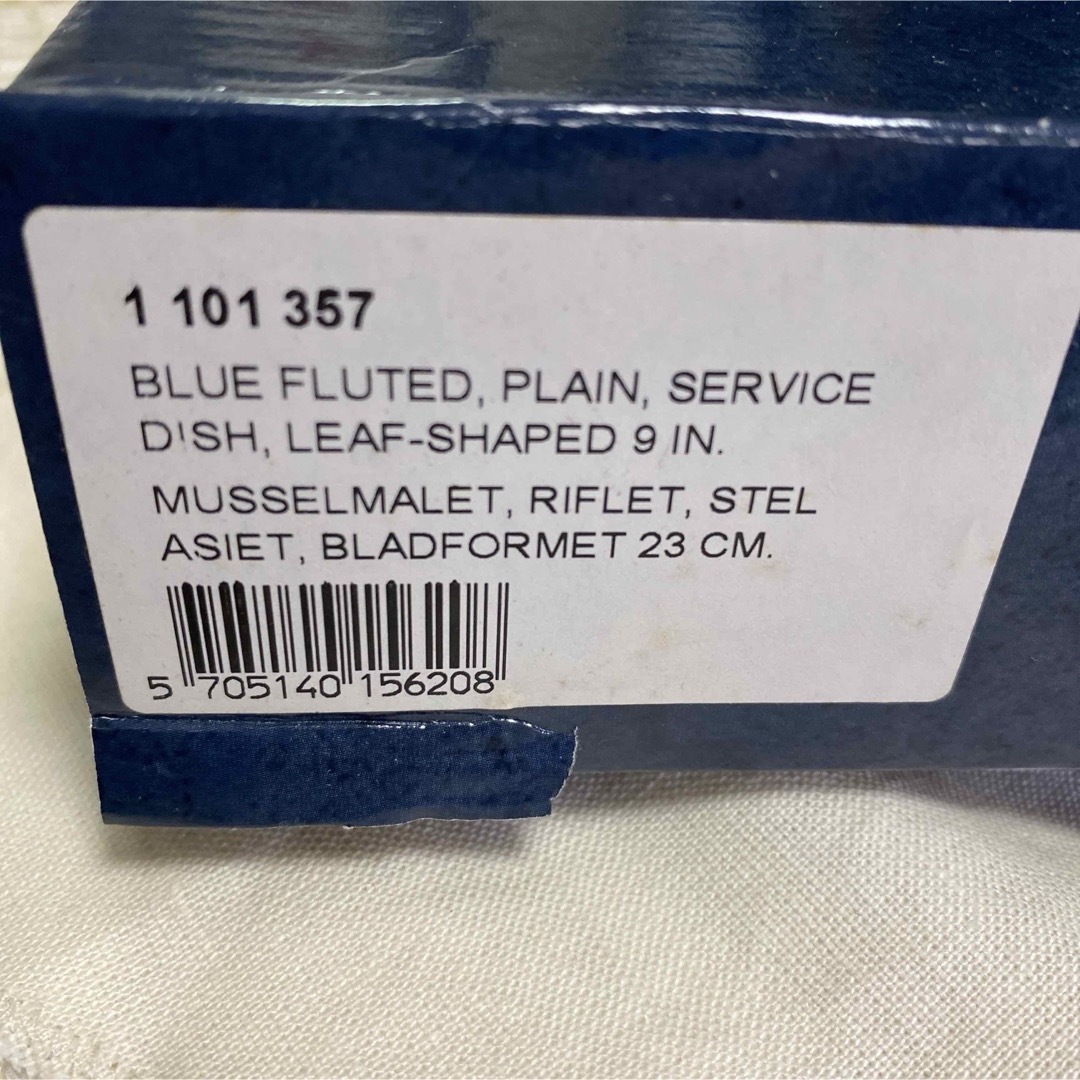 1 101 357
BLUE FLUTED, PLAIN, SERVICE
DISH, LEAF-SHAPED 9 IN.
MUSSELMALET, RIFLET, STEL
ASIET, BLADFORMET 23 CM.
5 705140 156208